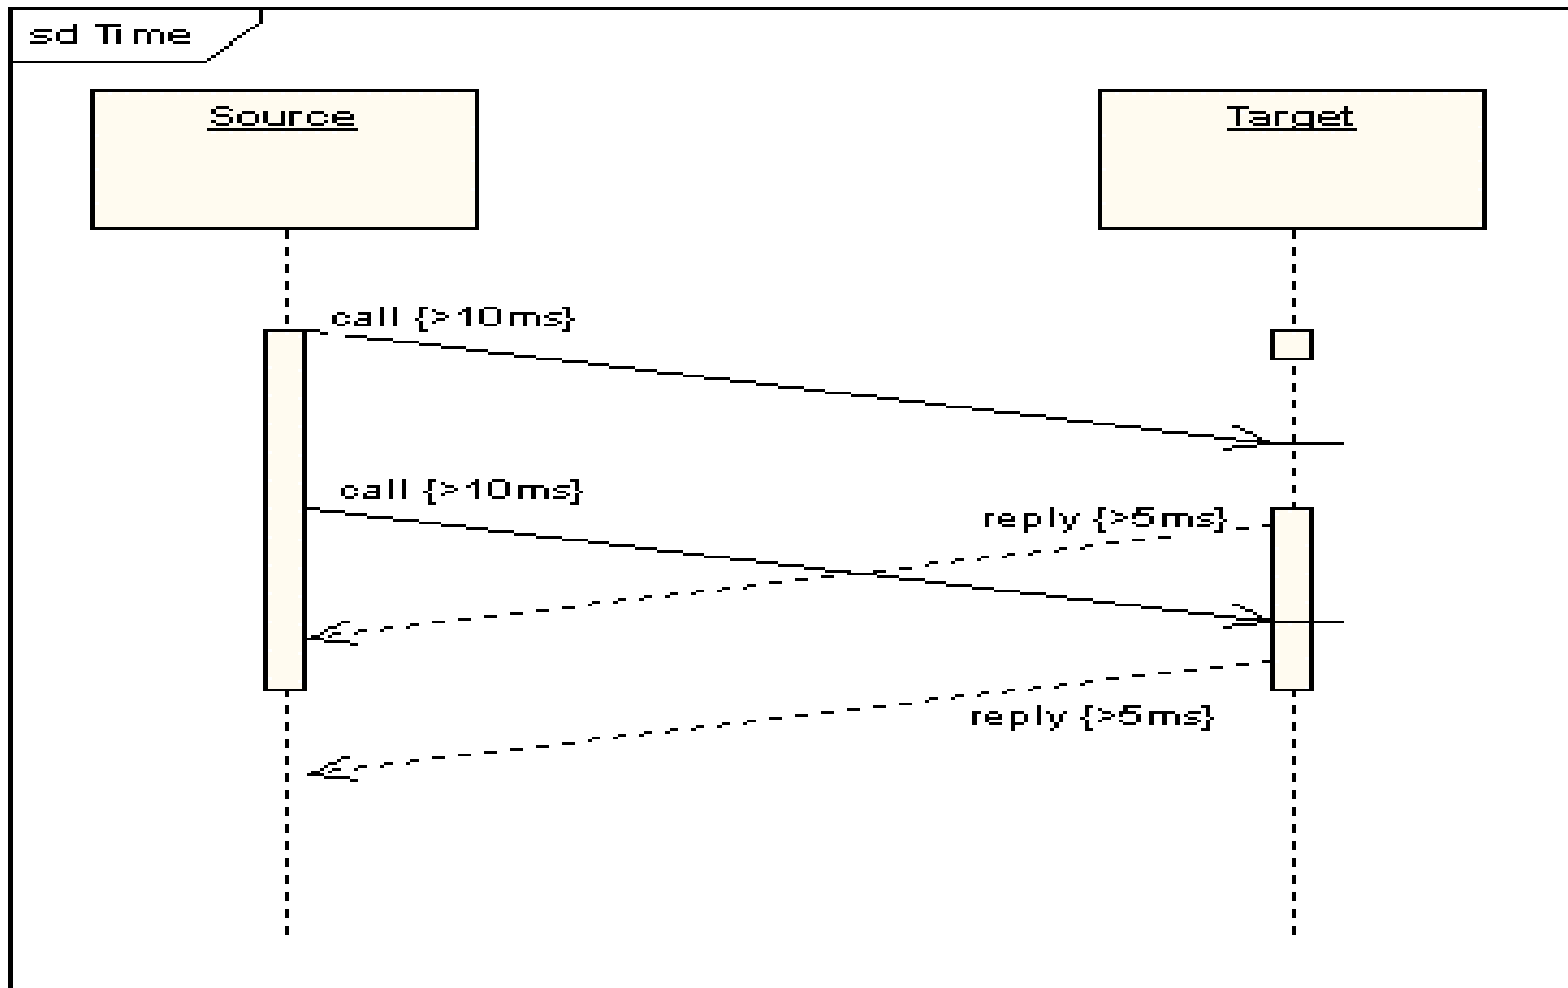 sd Time
Source
Target
call {>10ms}
call {>10ms}
reply {>5ms}
reply {>5ms}